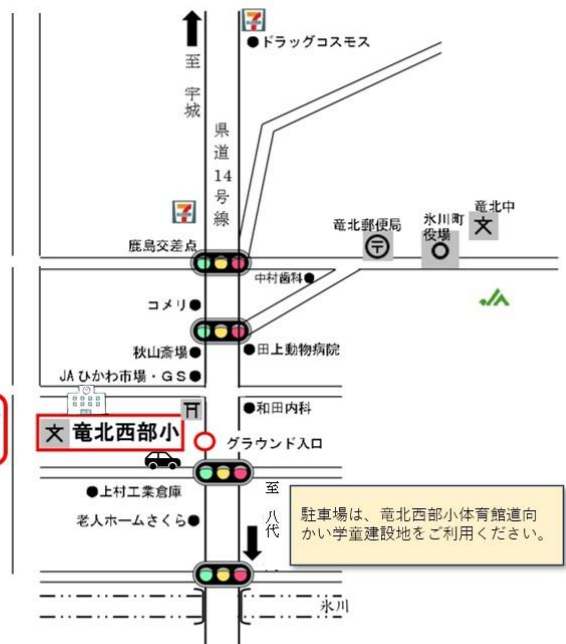 ドラッグコスモス
至 宇城
県道14号線
竜北中
氷川町
役場
竜北郵便局
鹿島交差点
中村歯科
コメリ
秋山斎場
田上動物病院
JAひかわ市場・GS
和田内科
文 竜北西部小
グラウンド入口
上村工業倉庫
至 八代
老人ホームさくら
駐車場は、竜北西部小体育館道向
かい学童建設地をご利用ください。
氷川